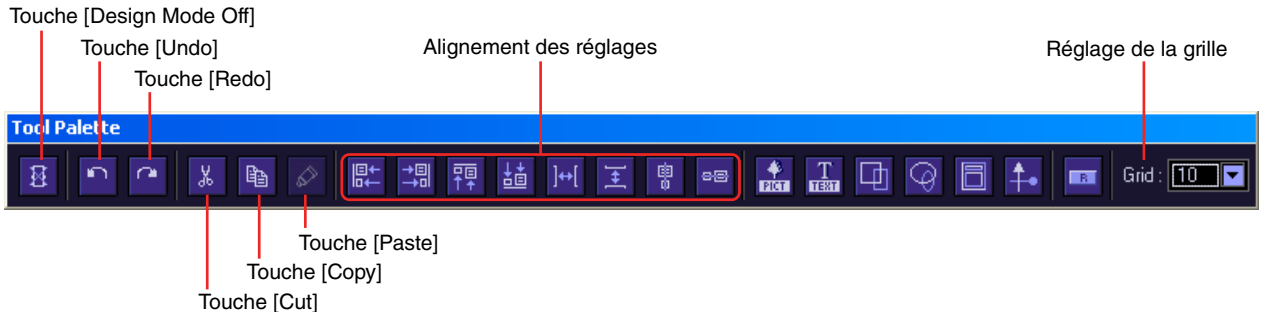 Touche [Design Mode Off]
Touche [Undo]
Alignement des réglages
Réglage de la grille
Touche [Redo]
Tool Palette
PICT
T
TEXT
R
Grid : 10
Touche [Paste]
Touche [Copy]
Touche [Cut]